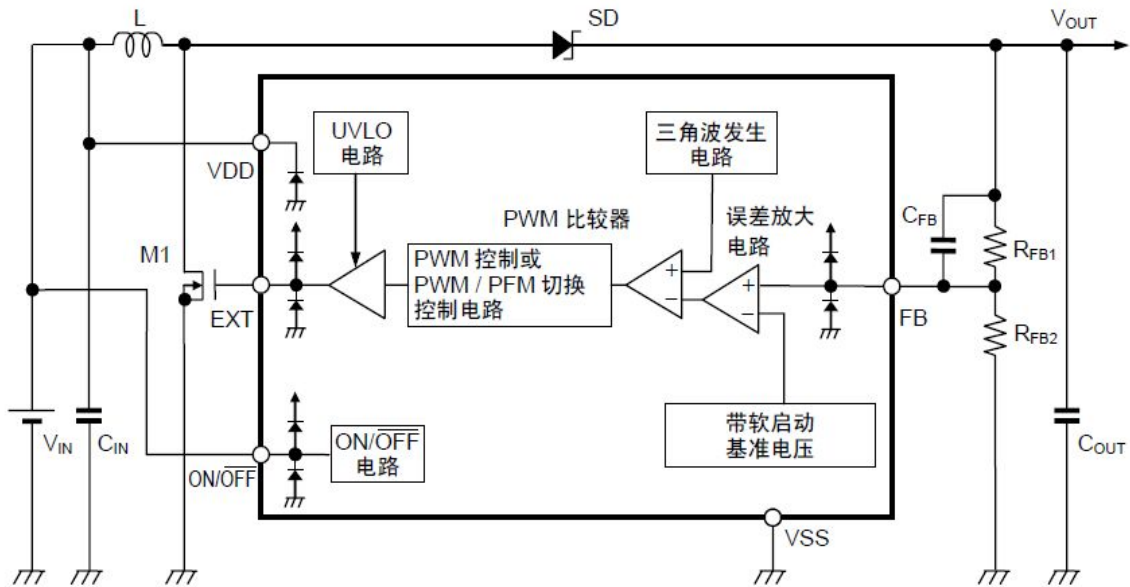 L
SD
VOUT
UVLO
电路
三角波发生
电路
VDD
PWM 比较器
误差放大
电路
CFB
M1
PWM 控制或
PWM / PFM 切换
控制电路
+
−
+
−
RFB1
EXT
FB
RFB2
VIN
CIN
ON/OFF
ON/OFF
电路
带软启动
基准电压
COUT
VSS